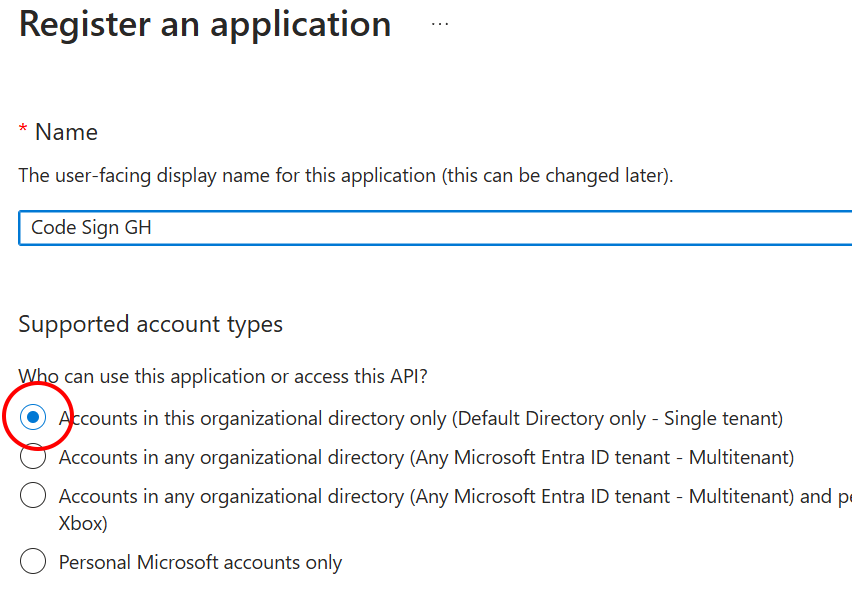 Register an application ...
* Name
The user-facing display name for this application (this can be changed later).
Code Sign GH
Supported account types
Who can use this application or access this API?
Accounts in this organizational directory only (Default Directory only - Single tenant)
Accounts in any organizational directory (Any Microsoft Entra ID tenant - Multitenant)
Accounts in any organizational directory (Any Microsoft Entra ID tenant - Multitenant) and
Xbox)
Personal Microsoft accounts only